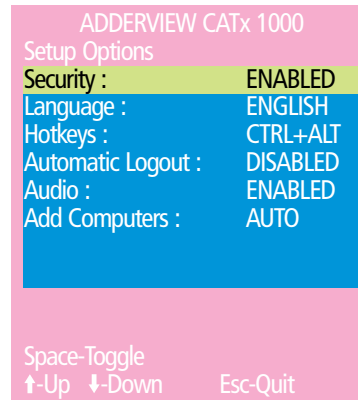 ADDERVIEW CATx 1000
Setup Options
Security : ENABLED
Language : ENGLISH
Hotkeys : CTRL+ALT
Automatic Logout : DISABLED
Audio : ENABLED
Add Computers : AUTO
Space-Toggle
⬆-Up ⬇-Down Esc-Quit